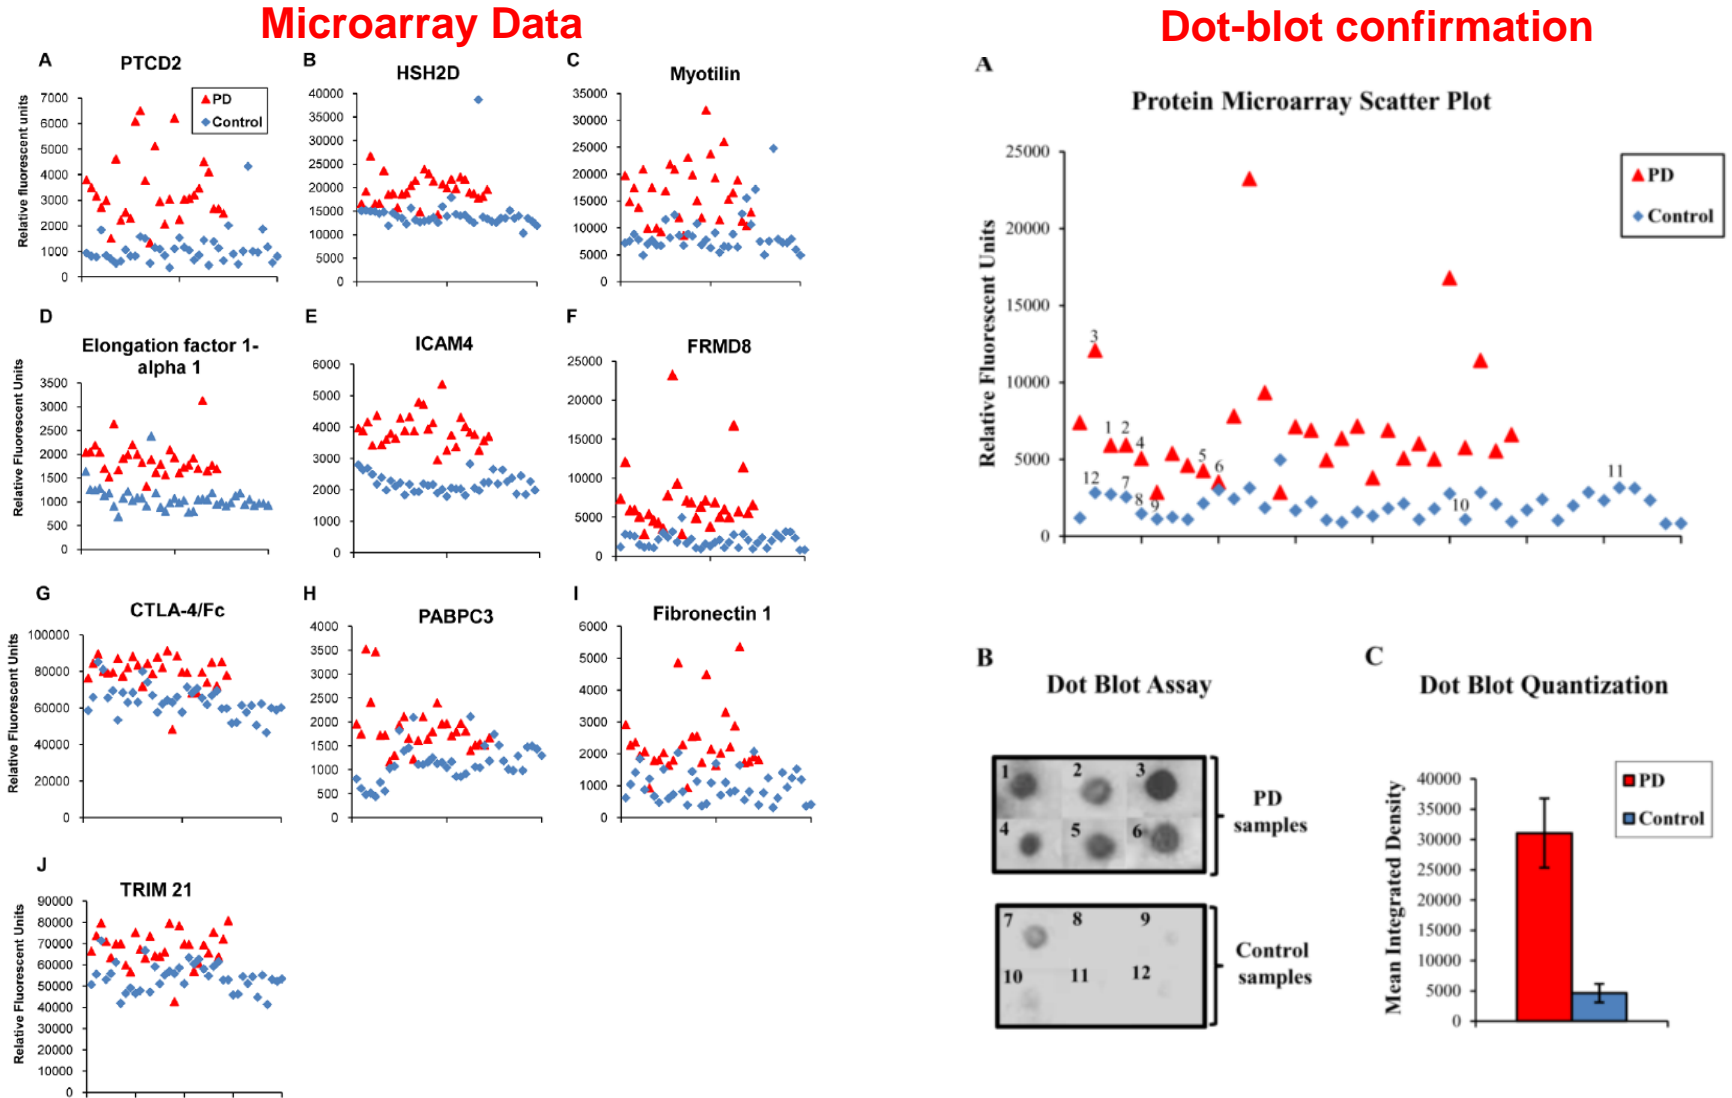 Microarray Data
Dot-blot confirmation
A
PTCD2
Relative fluorescent units
7000
6000
5000
4000
3000
2000
1000
0
PD
Control
B
HSH2D
40000
35000
30000
25000
20000
15000
10000
5000
0
C
Myotilin
35000
30000
25000
20000
15000
10000
5000
0
D
Elongation factor 1-
alpha 1
Relative Fluorescent Units
3500
3000
2500
2000
1500
1000
500
0
E
ICAM4
6000
5000
4000
3000
2000
1000
0
F
FRMD8
25000
20000
15000
10000
5000
0
G
CTLA-4/Fc
Relative Fluorescent Units
100000
80000
60000
40000
20000
0
H
PABPC3
4000
3500
3000
2500
2000
1500
1000
500
0
I
Fibronectin 1
6000
5000
4000
3000
2000
1000
0
J
TRIM 21
Relative Fluorescent Units
90000
80000
70000
60000
50000
40000
30000
20000
10000
0
A
Protein Microarray Scatter Plot
Relative Fluorescent Units
25000
20000
15000
10000
5000
0
PD
Control
3
1
2
4
5
6
12
7
8
9
10
11
B
Dot Blot Assay
1
2
3
4
5
6
PD
samples
7
8
9
10
11
12
Control
samples
C
Dot Blot Quantization
Mean Integrated Density
40000
35000
30000
25000
20000
15000
10000
5000
0
PD
Control